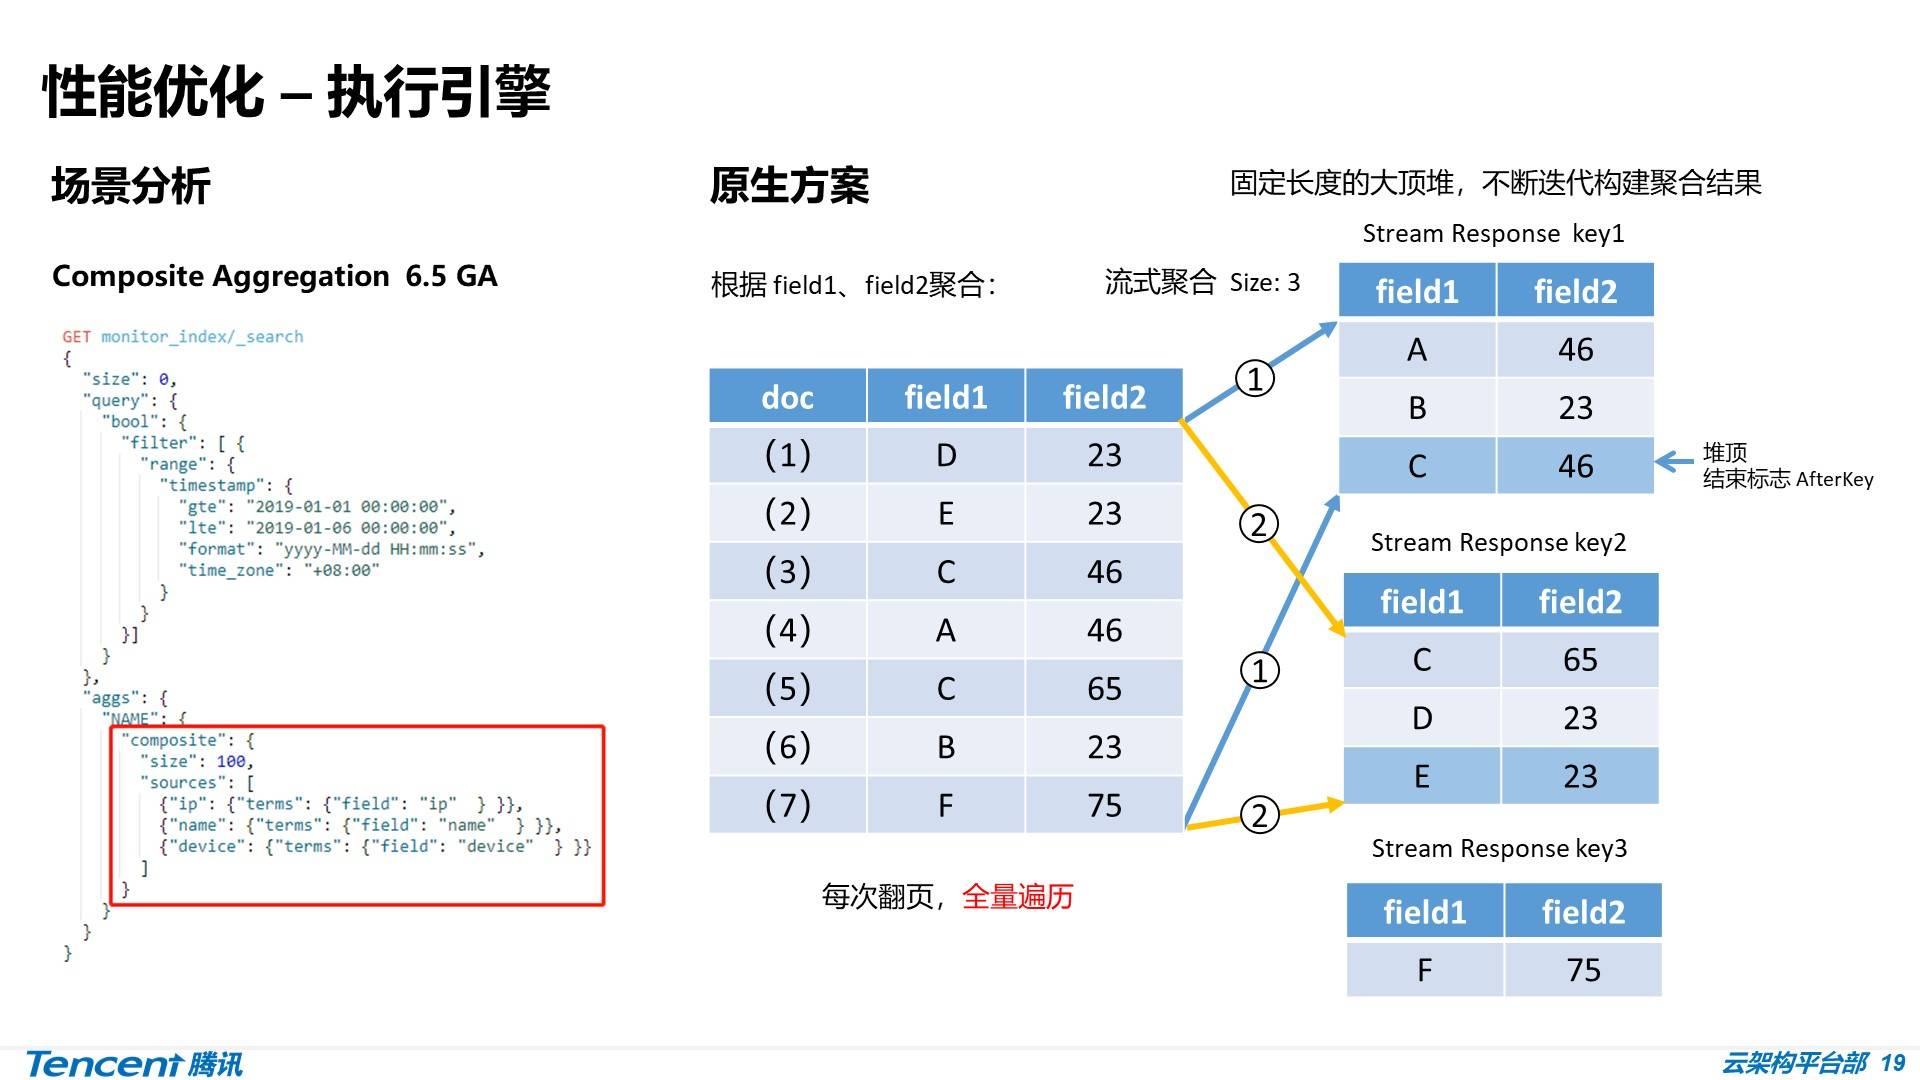 性能优化 – 执行引擎
场景分析
Composite Aggregation  6.5 GA
GET monitor_index/_search
{
  "size": 0,
  "query": {
    "bool": {
      "filter": [ {
        "range": {
          "timestamp": {
            "gte": "2019-01-01 00:00:00",
            "lte": "2019-01-06 00:00:00",
            "format": "yyyy-MM-dd HH:mm:ss",
            "time_zone": "+08:00"
          }
        }
      }]
    }
  },
  "aggs": {
    "NAME": {
      "composite": {
        "size": 100,
        "sources": [
          {"ip": {"terms": {"field": "ip"  } }},
          {"name": {"terms": {"field": "name"  } }},
          {"device": {"terms": {"field": "device"  } }}
        ]
      }
    }
  }
}
原生方案
根据 field1、field2聚合：
doc field1 field2
（1） D 23
（2） E 23
（3） C 46
（4） A 46
（5） C 65
（6） B 23
（7） F 75
每次翻页，全量遍历
流式聚合  Size: 3
①
②
①
②
固定长度的大顶堆，不断迭代构建聚合结果
Stream Response  key1
field1 field2
A 46
B 23
C 46
堆顶
结束标志 AfterKey
Stream Response key2
field1 field2
C 65
D 23
E 23
Stream Response key3
field1 field2
F 75
Tencent 腾讯
云架构平台部 19